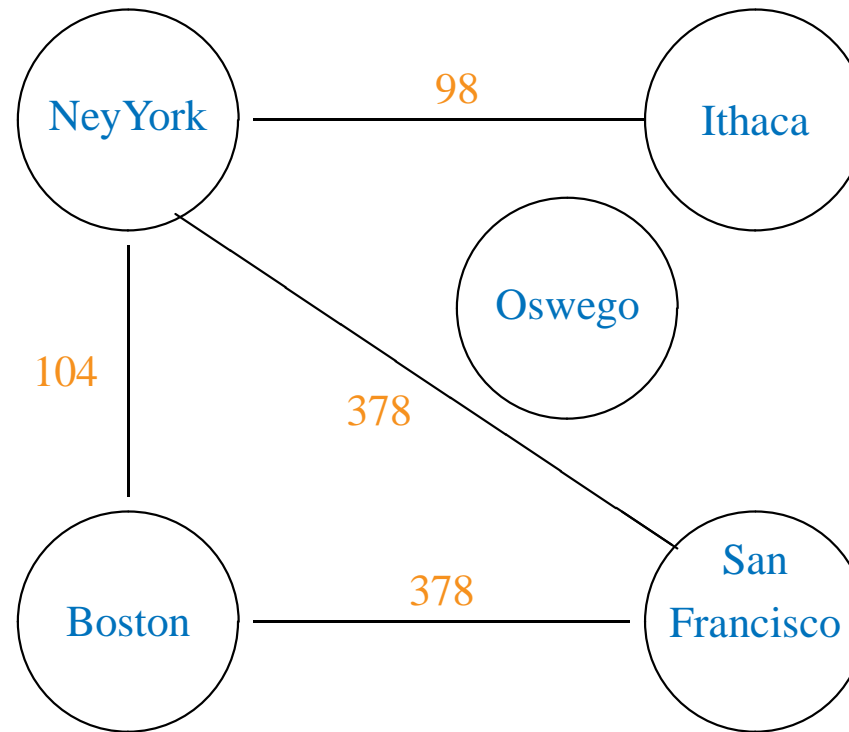 98
NeyYork
Ithaca
Oswego
104
378
San
Francisco
378
Boston